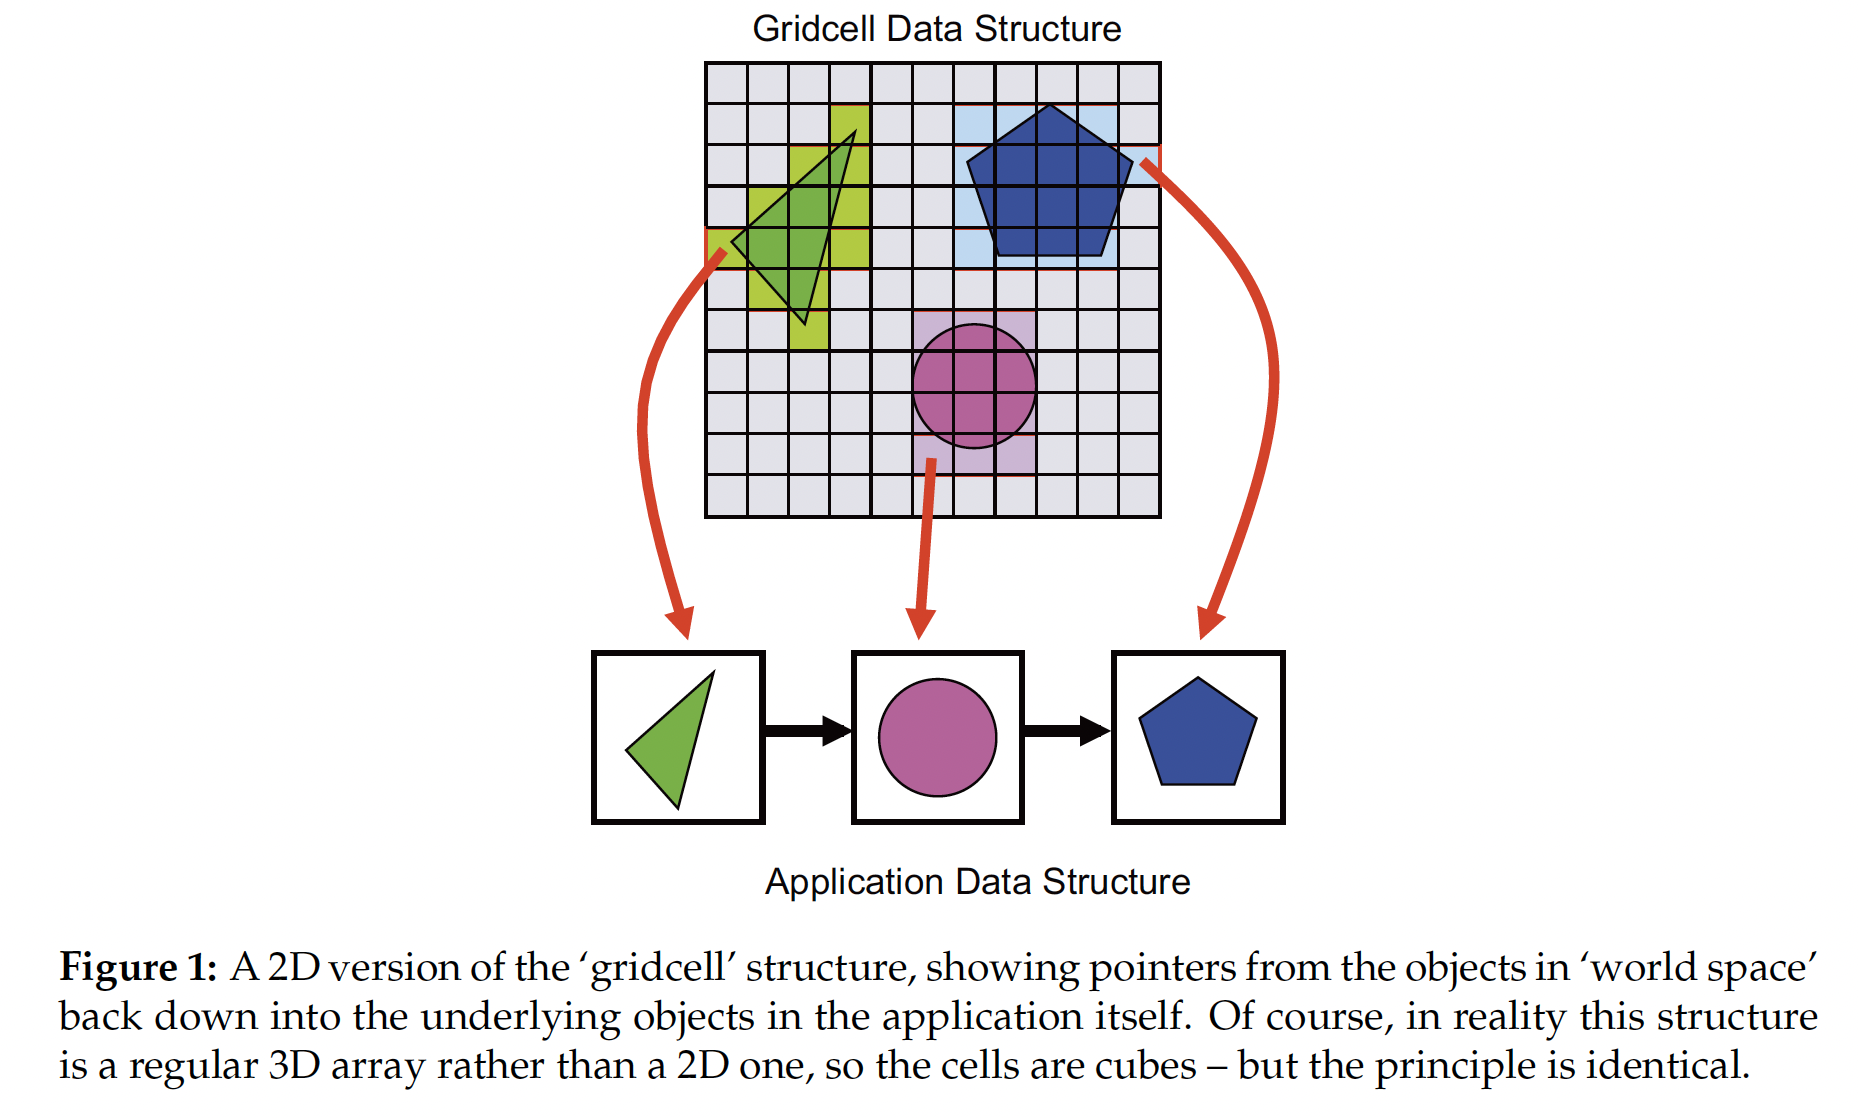 Gridcell Data Structure
Application Data Structure
Figure 1: A 2D version of the ‘gridcell’ structure, showing pointers from the objects in ‘world space’
back down into the underlying objects in the application itself. Of course, in reality this structure
is a regular 3D array rather than a 2D one, so the cells are cubes – but the principle is identical.